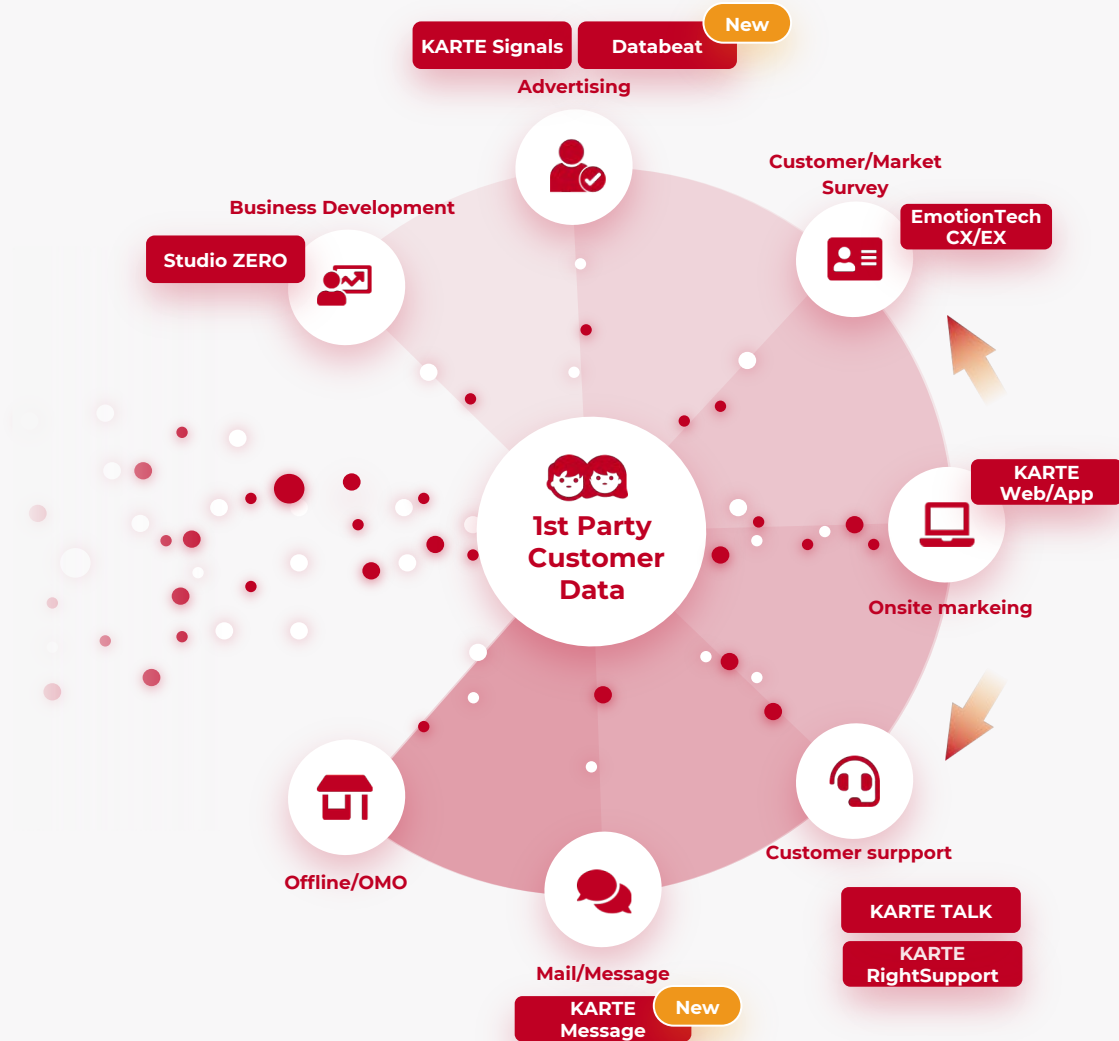 New
KARTE Signals
Databeat
Advertising
Customer/Market
Survey
EmotionTech
CX/EX
Business Development
Studio ZERO
KARTE
Web/App
1st Party
Customer
Data
Onsite markeing
Customer surpport
KARTE TALK
KARTE
RightSupport
Offline/OMO
Mail/Message
KARTE
Message
New